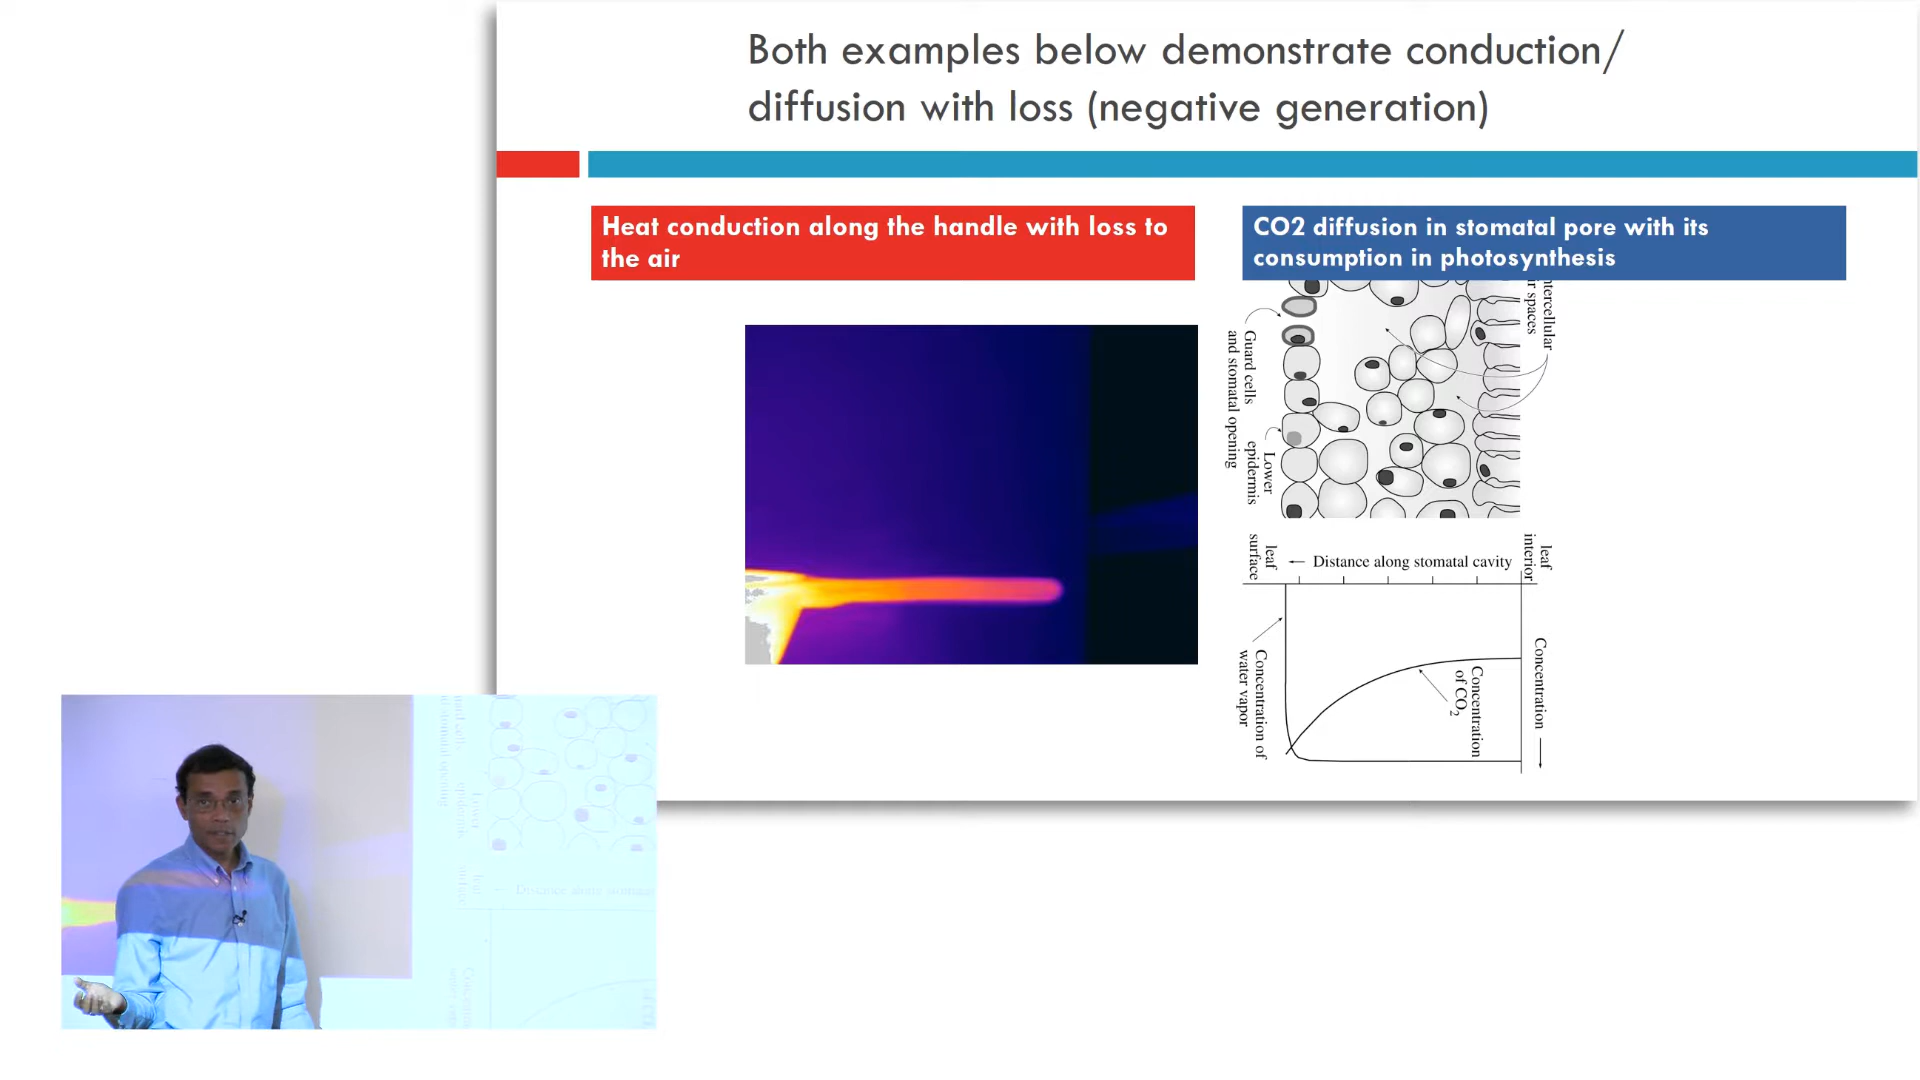 Both examples below demonstrate conduction/
diffusion with loss (negative generation)
Heat conduction along the handle with loss to
the air
CO2 diffusion in stomatal pore with its
consumption in photosynthesis
spaces
Intercellular
Guard cells
and stomatal opening
Lower
epidermis
leaf
surface
← Distance along stomatal cavity
leaf
interior
Concentration of
water vapor
Concentration
of CO2
Concentration →